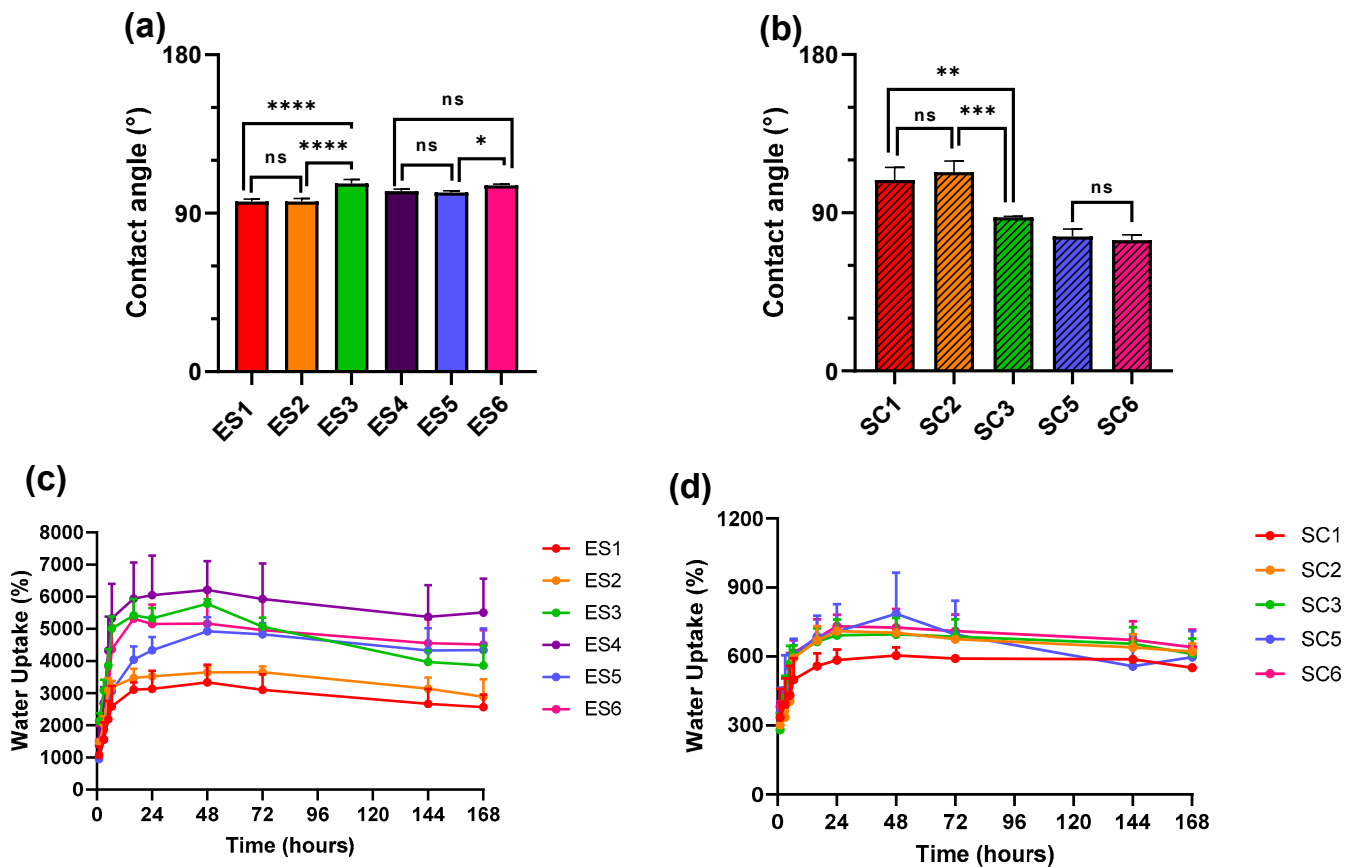 (a)
180
90
0
Contact angle (°)
****
ns
****
ns
ns
*
ES1 ES2 ES3 ES4 ES5 ES6
(b)
180
90
0
Contact angle (°)
**
ns
***
ns
SC1 SC2 SC3 SC5 SC6
(c)
8000
7000
6000
5000
4000
3000
2000
1000
0
Water Uptake (%)
0 24 48 72 96 120 144 168
Time (hours)
ES1
ES2
ES3
ES4
ES5
ES6
(d)
1200
900
600
300
0
Water Uptake (%)
0 24 48 72 96 120 144 168
Time (hours)
SC1
SC2
SC3
SC5
SC6